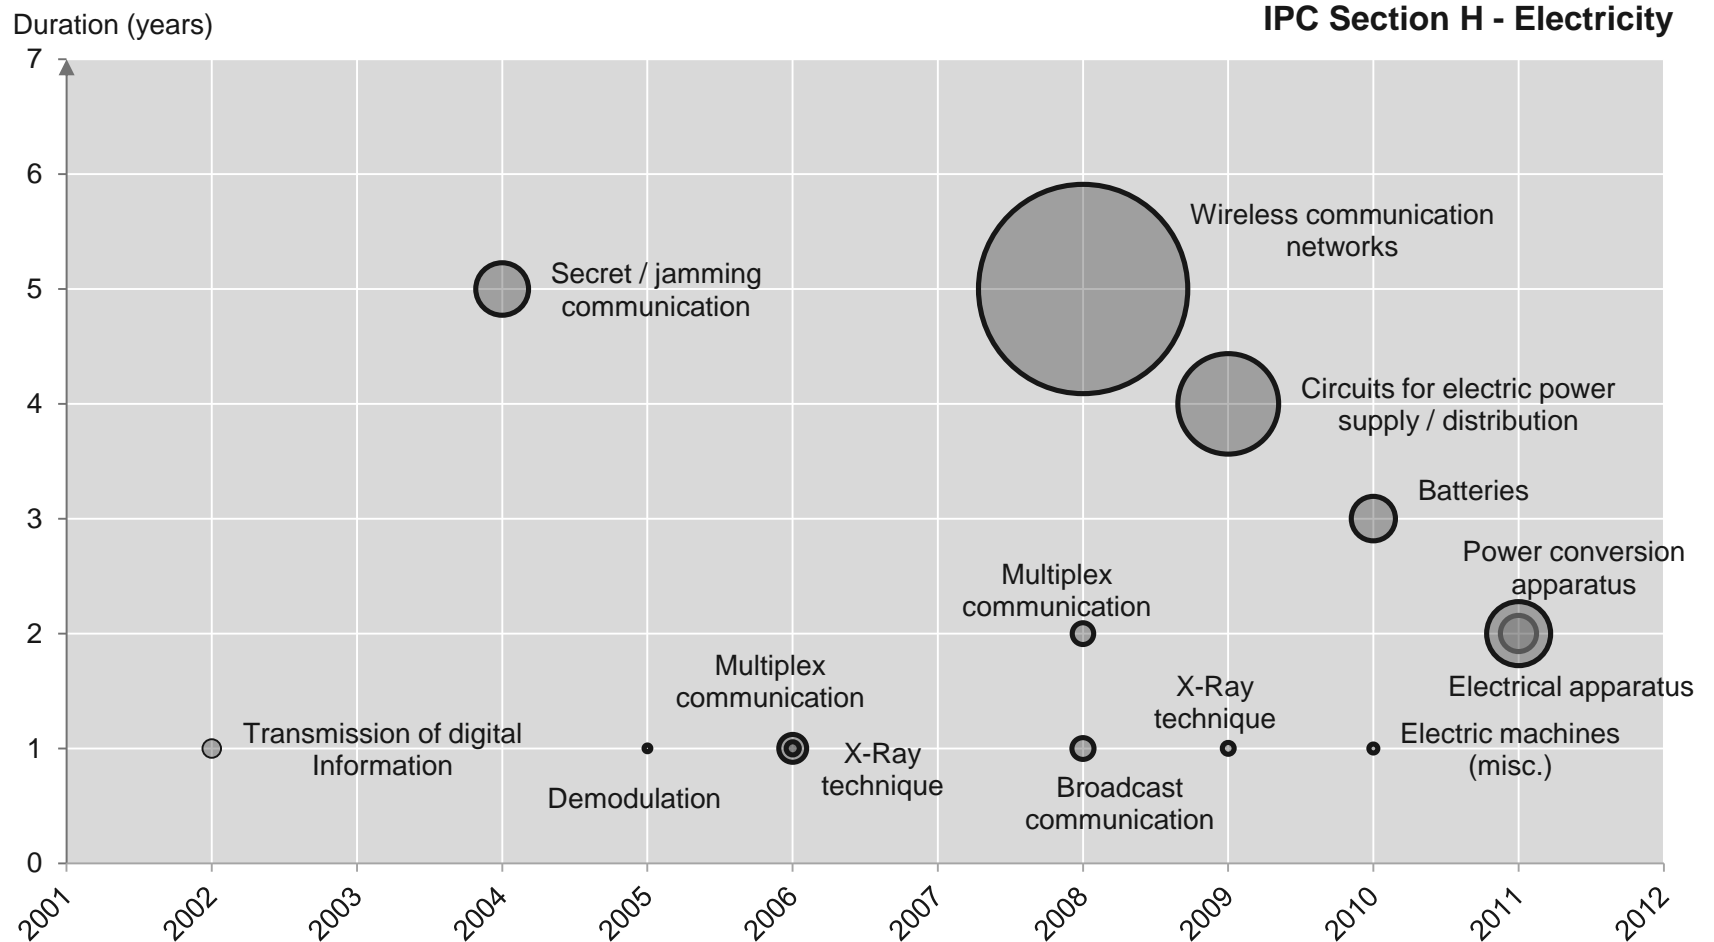 Duration (years)
IPC Section H - Electricity
7
6
5
4
3
2
1
0
Wireless communication
networks
Secret / jamming
communication
Circuits for electric power
supply / distribution
Batteries
Power conversion
apparatus
Multiplex
communication
Multiplex
communication
X-Ray
technique
Electrical apparatus
Transmission of digital
Information
Electric machines
(misc.)
X-Ray
technique
Demodulation
Broadcast
communication
2001
2002
2003
2004
2005
2006
2007
2008
2009
2010
2011
2012